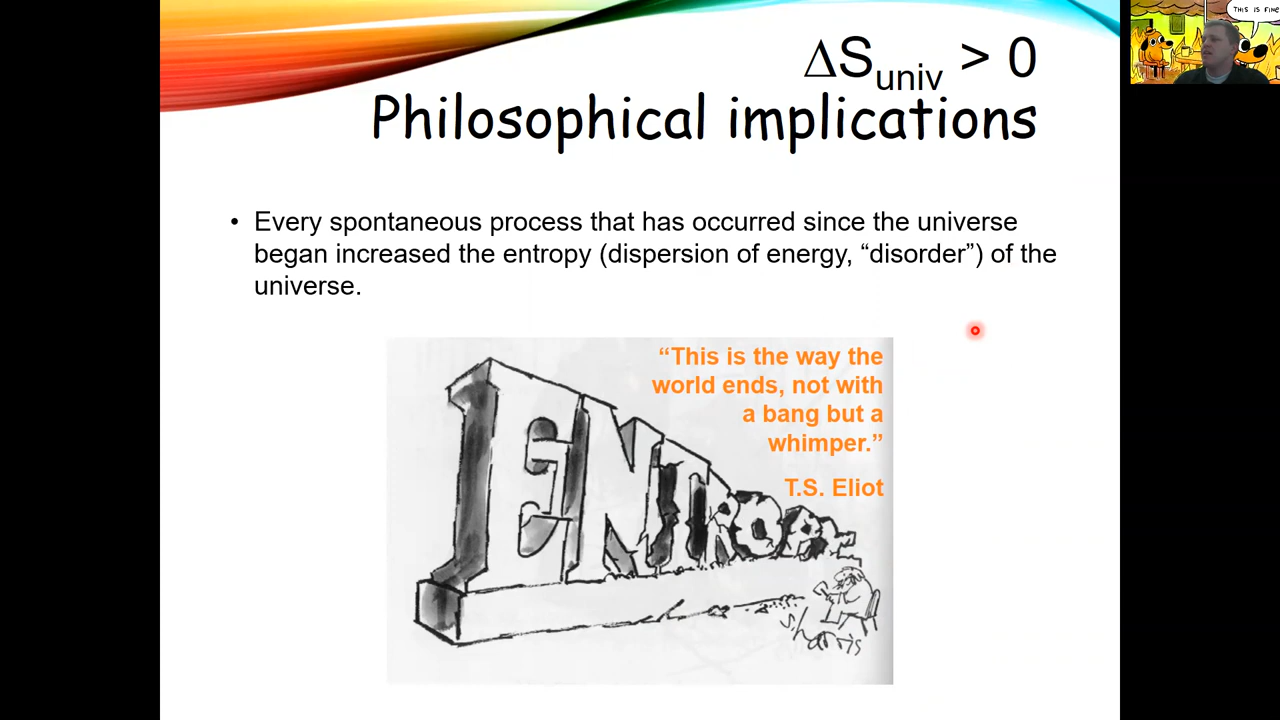 THIS IS FINE
ΔS_univ > 0
Philosophical implications
• Every spontaneous process that has occurred since the universe
began increased the entropy (dispersion of energy, “disorder”) of the
universe.
“This is the way the
world ends, not with
a bang but a
whimper.”
T.S. Eliot
ENTROPY
S. Harris